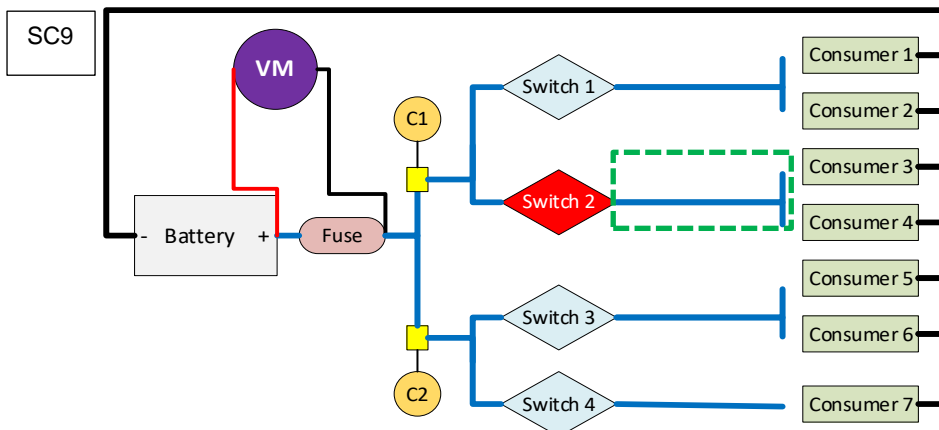 SC9
VM
Consumer 1
Switch 1
Consumer 2
C1
Consumer 3
Switch 2
Consumer 4
- Battery +
Fuse
Consumer 5
Switch 3
Consumer 6
C2
Switch 4
Consumer 7